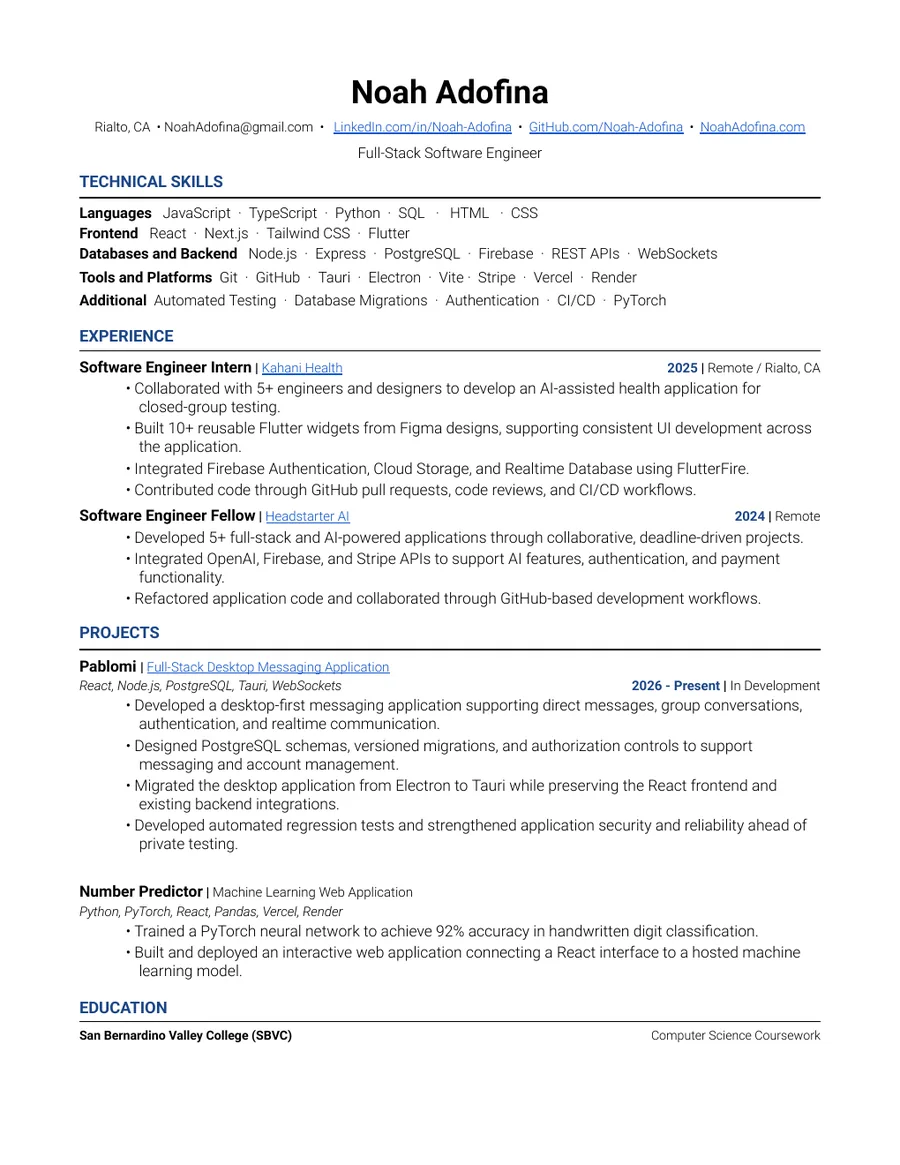 Noah Adofina
Rialto, CA • NoahAdofina@gmail.com • LinkedIn.com/in/Noah-Adofina • GitHub.com/Noah-Adofina • NoahAdofina.com
Full-Stack Software Engineer
TECHNICAL SKILLS
Languages JavaScript · TypeScript · Python · SQL · HTML · CSS
Frontend React · Next.js · Tailwind CSS · Flutter
Databases and Backend Node.js · Express · PostgreSQL · Firebase · REST APIs · WebSockets
Tools and Platforms Git · GitHub · Tauri · Electron · Vite · Stripe · Vercel · Render
Additional Automated Testing · Database Migrations · Authentication · CI/CD · PyTorch
EXPERIENCE
Software Engineer Intern | Kahani Health 2025 | Remote / Rialto, CA
• Collaborated with 5+ engineers and designers to develop an AI-assisted health application for
closed-group testing.
• Built 10+ reusable Flutter widgets from Figma designs, supporting consistent UI development across
the application.
• Integrated Firebase Authentication, Cloud Storage, and Realtime Database using FlutterFire.
• Contributed code through GitHub pull requests, code reviews, and CI/CD workflows.
Software Engineer Fellow | Headstarter AI 2024 | Remote
• Developed 5+ full-stack and AI-powered applications through collaborative, deadline-driven projects.
• Integrated OpenAI, Firebase, and Stripe APIs to support AI features, authentication, and payment
functionality.
• Refactored application code and collaborated through GitHub-based development workflows.
PROJECTS
Pablomi | Full-Stack Desktop Messaging Application
React, Node.js, PostgreSQL, Tauri, WebSockets 2026 - Present | In Development
• Developed a desktop-first messaging application supporting direct messages, group conversations,
authentication, and realtime communication.
• Designed PostgreSQL schemas, versioned migrations, and authorization controls to support
messaging and account management.
• Migrated the desktop application from Electron to Tauri while preserving the React frontend and
existing backend integrations.
• Developed automated regression tests and strengthened application security and reliability ahead of
private testing.
Number Predictor | Machine Learning Web Application
Python, PyTorch, React, Pandas, Vercel, Render
• Trained a PyTorch neural network to achieve 92% accuracy in handwritten digit classification.
• Built and deployed an interactive web application connecting a React interface to a hosted machine
learning model.
EDUCATION
San Bernardino Valley College (SBVC) Computer Science Coursework